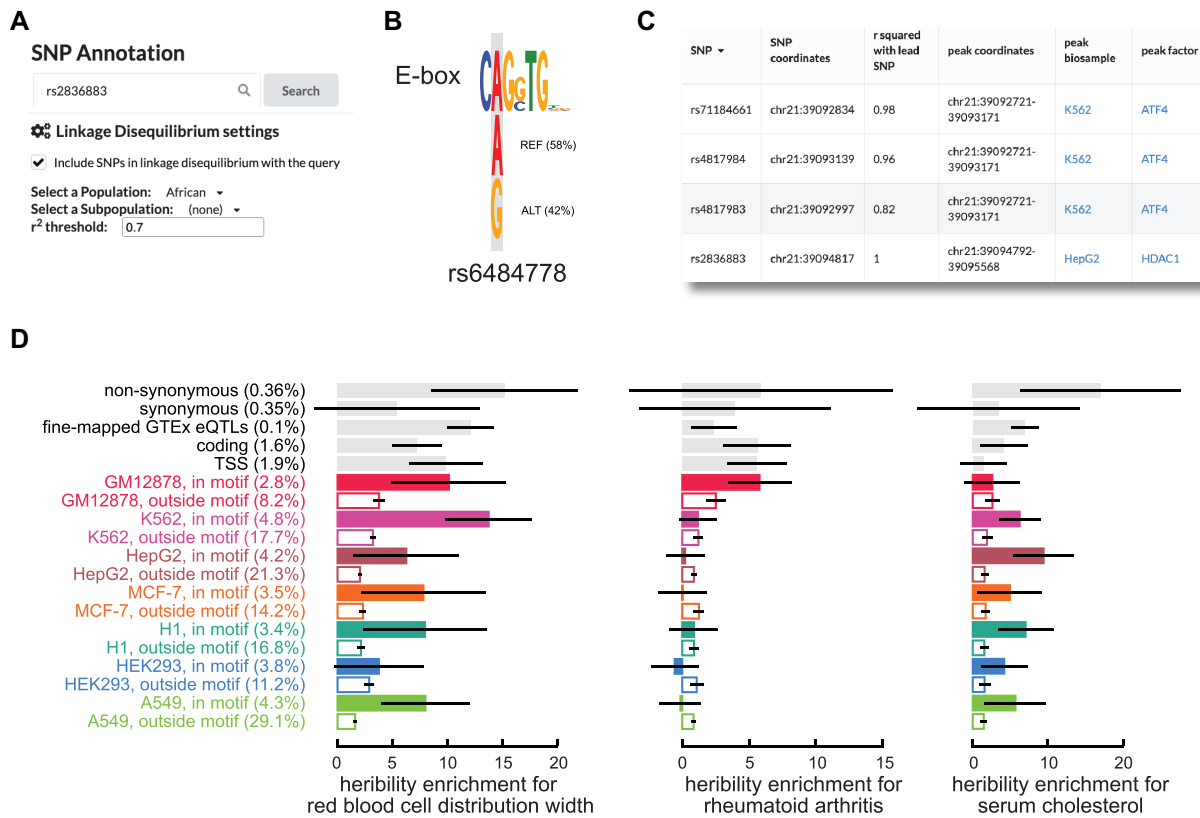 A
SNP Annotation
rs2836883
Search
Linkage Disequilibrium settings
Include SNPs in linkage disequilibrium with the query
Select a Population: African
Select a Subpopulation: (none)
r2 threshold: 0.7
B
E-box
CAGGTG
C
A
REF (58%)
G
ALT (42%)
rs6484778
C
SNP
SNP coordinates
r squared with lead SNP
peak coordinates
peak biosample
peak factor
rs71184661 chr21:39092834 0.98 chr21:39092721-39093171 K562 ATF4
rs4817984 chr21:39093139 0.96 chr21:39092721-39093171 K562 ATF4
rs4817983 chr21:39092997 0.82 chr21:39092721-39093171 K562 ATF4
rs2836883 chr21:39094817 1 chr21:39094792-39095568 HepG2 HDAC1
D
non-synonymous (0.36%)
synonymous (0.35%)
fine-mapped GTEx eQTLs (0.1%)
coding (1.6%)
TSS (1.9%)
GM12878, in motif (2.8%)
GM12878, outside motif (8.2%)
K562, in motif (4.8%)
K562, outside motif (17.7%)
HepG2, in motif (4.2%)
HepG2, outside motif (21.3%)
MCF-7, in motif (3.5%)
MCF-7, outside motif (14.2%)
H1, in motif (3.4%)
H1, outside motif (16.8%)
HEK293, in motif (3.8%)
HEK293, outside motif (11.2%)
A549, in motif (4.3%)
A549, outside motif (29.1%)
0 5 10 15 20
heribility enrichment for
red blood cell distribution width
0 5 10 15
heribility enrichment for
rheumatoid arthritis
0 10 20
heribility enrichment for
serum cholesterol